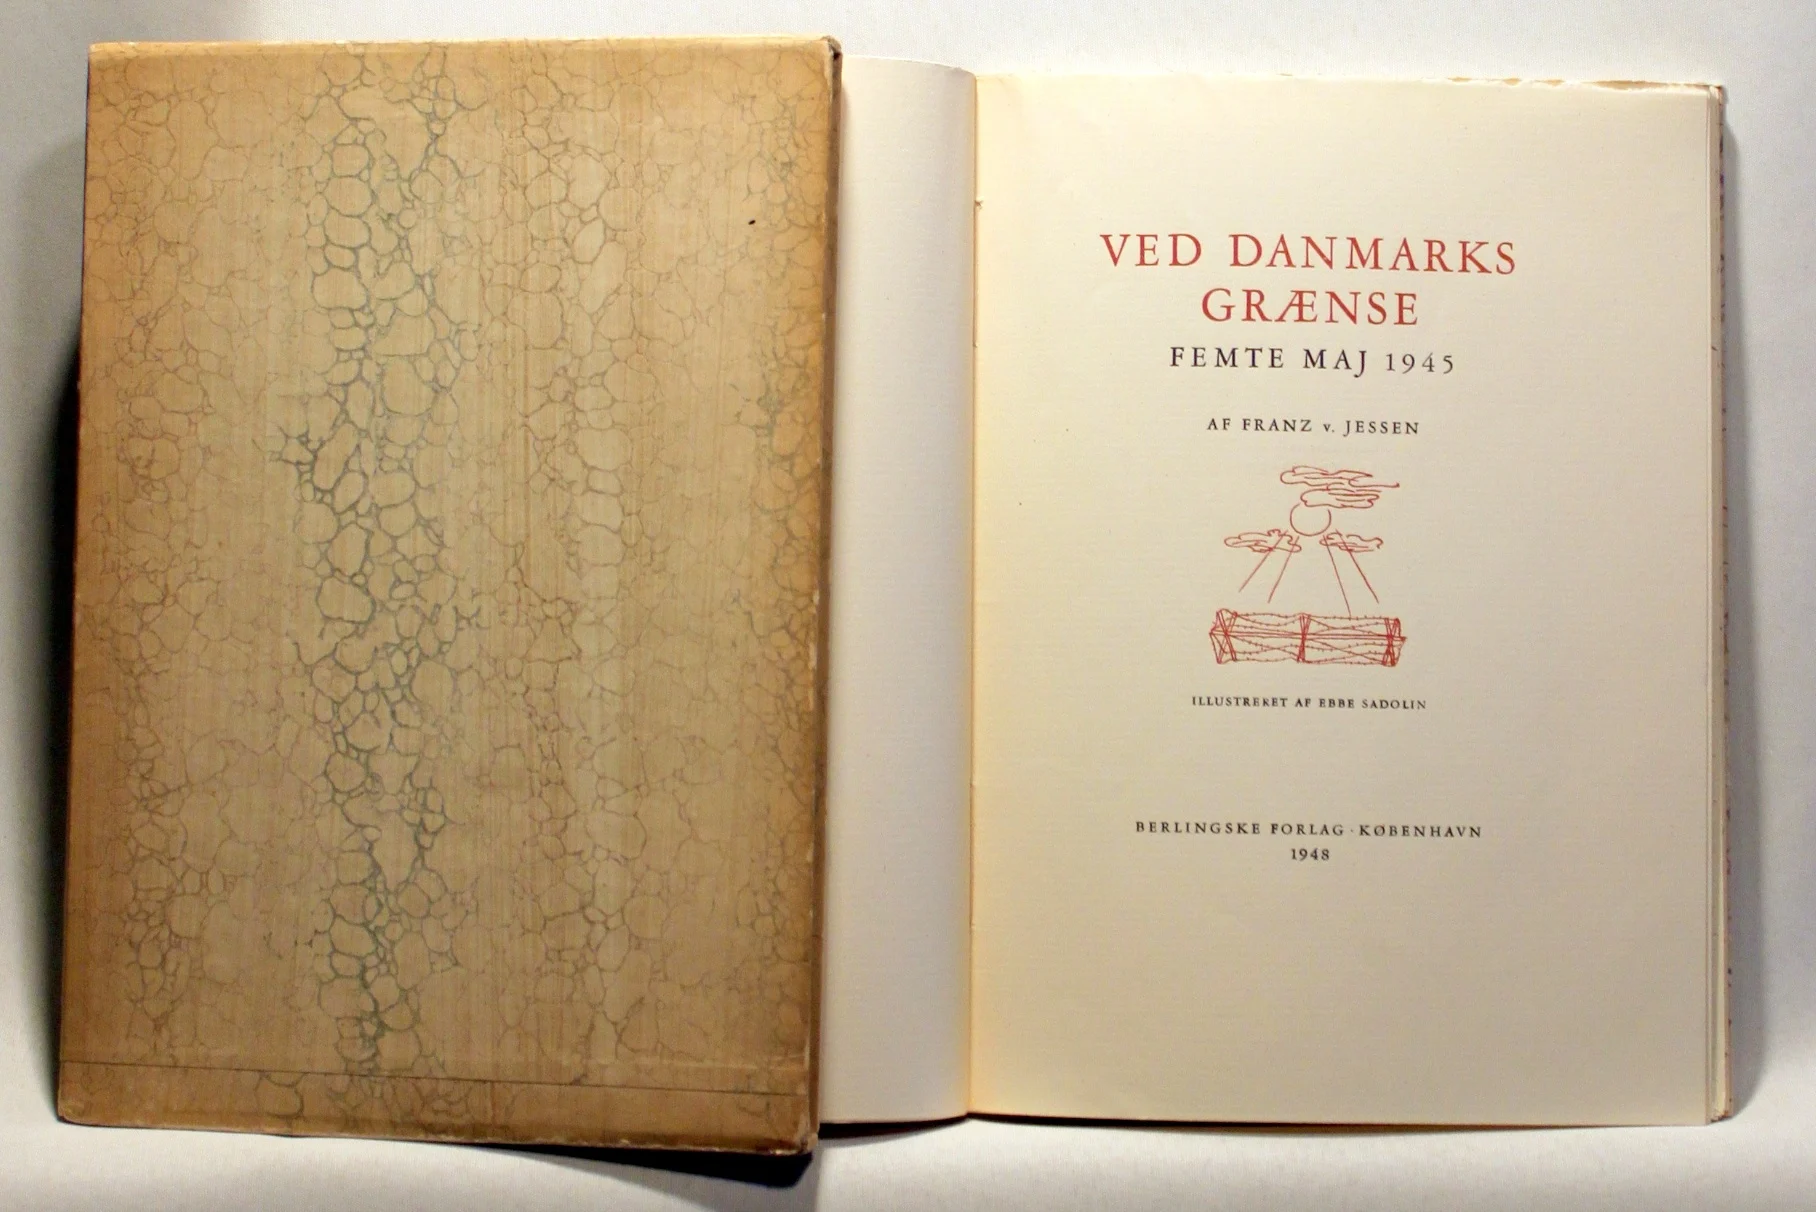 VED DANMARKS
GRÆNSE
FEMTE MAJ 1945
AF FRANZ v. JESSEN
ILLUSTRERET AF EBBE SADOLIN
BERLINGSKE FORLAG · KØBENHAVN
1948